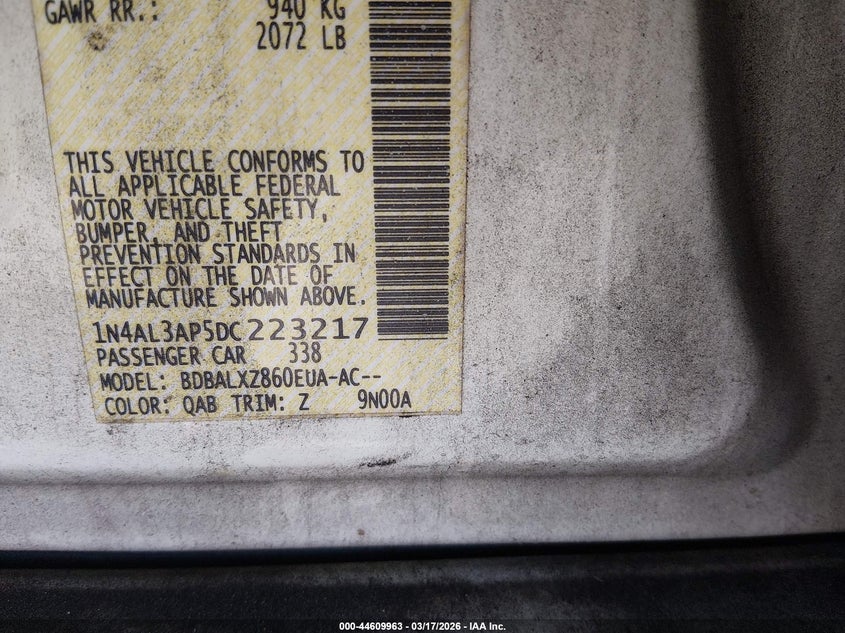 GAWR RR.: 940 KG
2072 LB
THIS VEHICLE CONFORMS TO
ALL APPLICABLE FEDERAL
MOTOR VEHICLE SAFETY,
BUMPER, AND THEFT
PREVENTION STANDARDS IN
EFFECT ON THE DATE OF
MANUFACTURE SHOWN ABOVE.
1N4AL3AP5DC223217
PASSENGER CAR 338
MODEL: BDBALXZ860EUA-AC--
COLOR: QAB TRIM: Z 9N00A
000-44609963 - 03/17/2026 - IAA Inc.